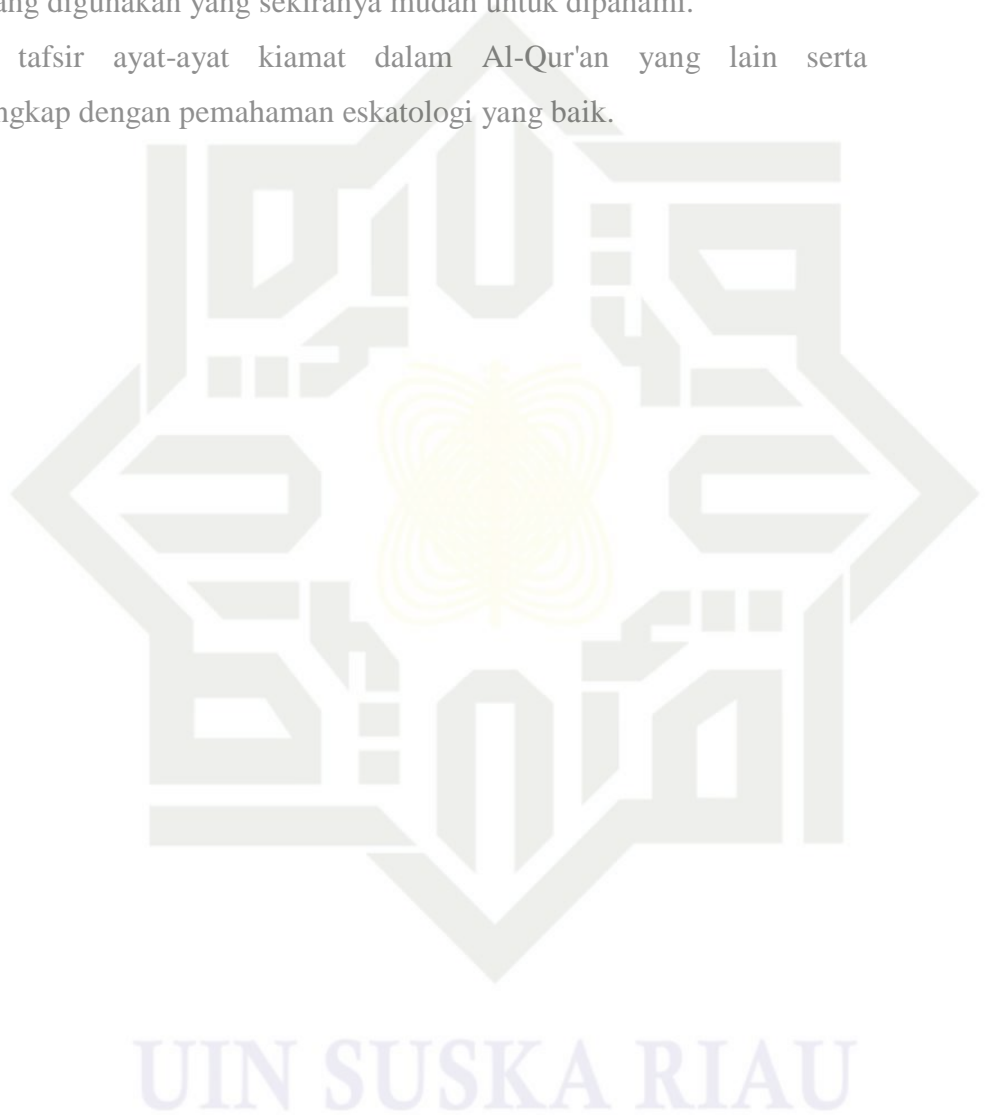 ang digunakan yang sekiranya mudah untuk dipahami.
tafsir ayat-ayat kiamat dalam Al-Qur'an yang lain serta
ngkap dengan pemahaman eskatologi yang baik.
UIN SUSKA RIAU